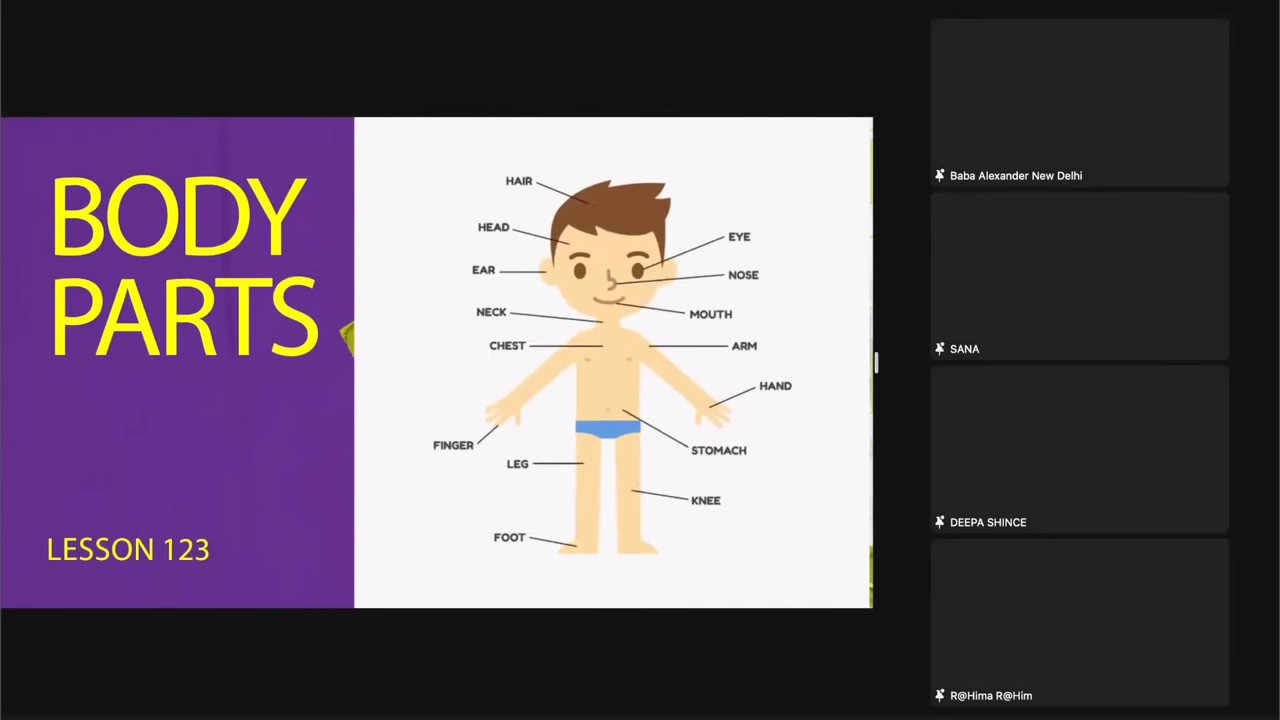 BODY
PARTS
LESSON 123
HAIR
HEAD
EAR
NECK
CHEST
FINGER
LEG
FOOT
EYE
NOSE
MOUTH
ARM
HAND
STOMACH
KNEE
Baba Alexander New Delhi
SANA
DEEPA SHINCE
R@Hima R@Him